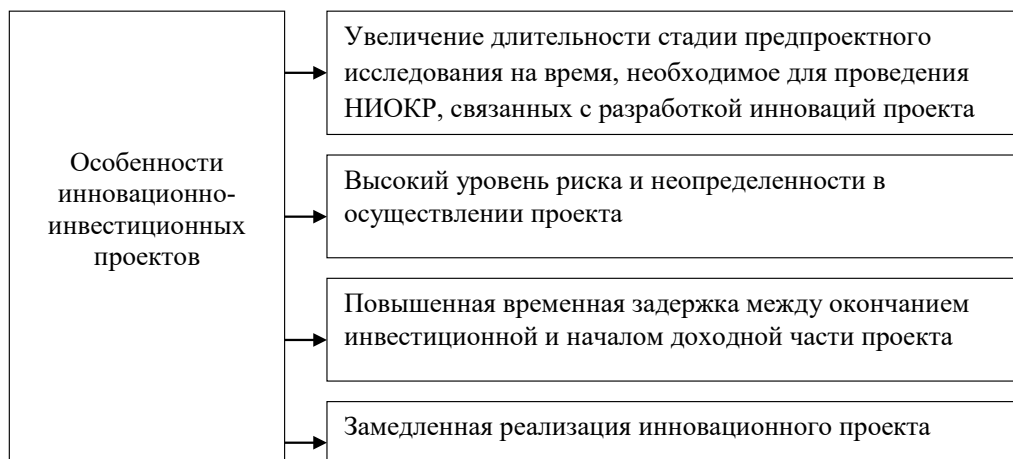 Особенности
инновационно-
инвестиционных
проектов
Увеличение длительности стадии предпроектного
исследования на время, необходимое для проведения
НИОКР, связанных с разработкой инноваций проекта
Высокий уровень риска и неопределенности в
осуществлении проекта
Повышенная временная задержка между окончанием
инвестиционной и началом доходной части проекта
Замедленная реализация инновационного проекта